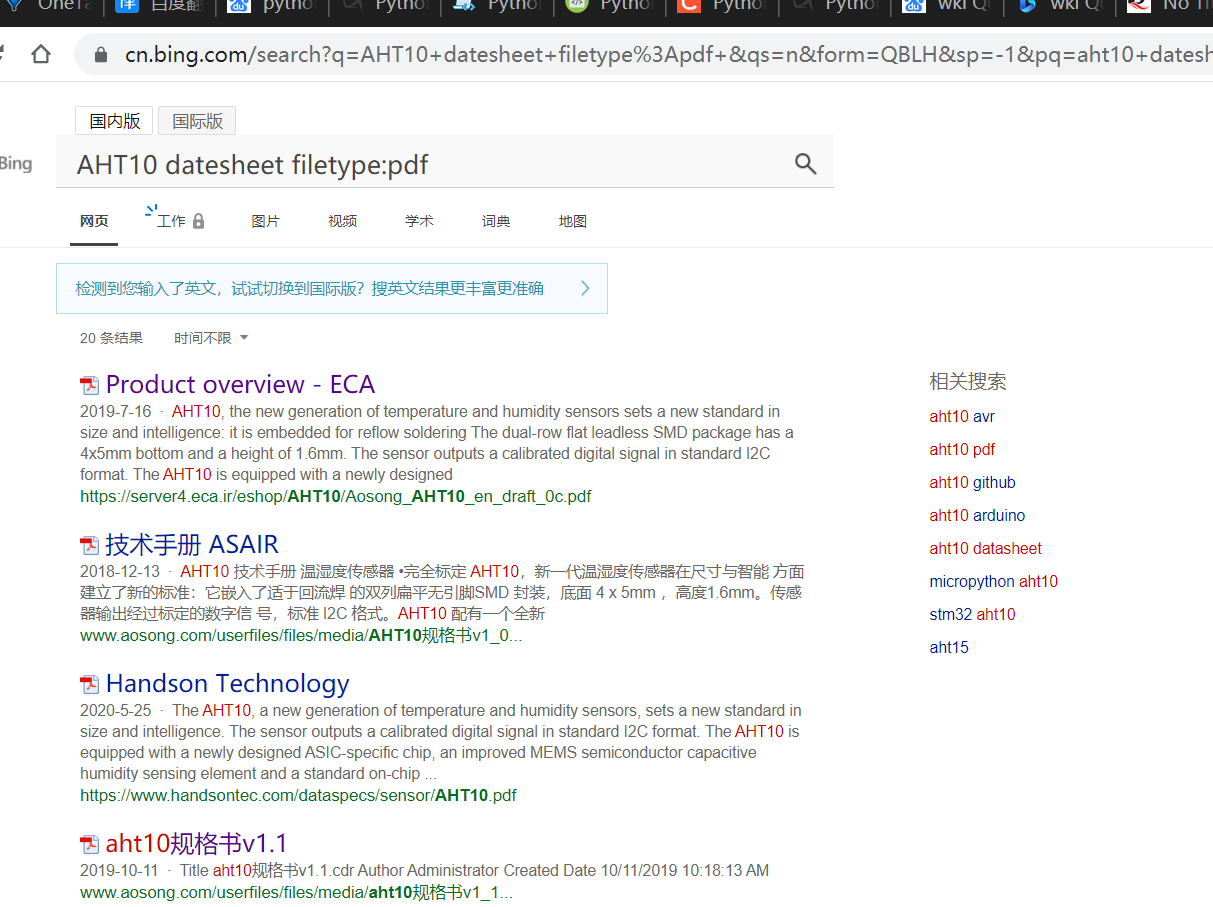 cn.bing.com/search?q=AHT10+datesheet+filetype%3Apdf+&qs=n&form=QBLH&sp=-1&pq=aht10+datesh
国内版 国际版
Bing
AHT10 datesheet filetype:pdf
网页 工作 图片 视频 学术 词典 地图
检测到您输入了英文，试试切换到国际版？搜英文结果更丰富更准确
20 条结果 时间不限
Product overview - ECA
2019-7-16 · AHT10, the new generation of temperature and humidity sensors sets a new standard in
size and intelligence: it is embedded for reflow soldering The dual-row flat leadless SMD package has a
4x5mm bottom and a height of 1.6mm. The sensor outputs a calibrated digital signal in standard I2C
format. The AHT10 is equipped with a newly designed
https://server4.eca.ir/eshop/AHT10/Aosong_AHT10_en_draft_0c.pdf
技术手册 ASAIR
2018-12-13 · AHT10 技术手册 温湿度传感器 •完全标定 AHT10，新一代温湿度传感器在尺寸与智能 方面
建立了新的标准：它嵌入了适于回流焊 的双列扁平无引脚SMD 封装，底面 4 x 5mm ，高度1.6mm。传感
器输出经过标定的数字信 号，标准 I2C 格式。AHT10 配有一个全新
www.aosong.com/userfiles/files/media/AHT10规格书v1_0...
Handson Technology
2020-5-25 · The AHT10, a new generation of temperature and humidity sensors, sets a new standard in
size and intelligence. The sensor outputs a calibrated digital signal in standard I2C format. The AHT10 is
equipped with a newly designed ASIC-specific chip, an improved MEMS semiconductor capacitive
humidity sensing element and a standard on-chip ...
https://www.handsontec.com/dataspecs/sensor/AHT10.pdf
aht10规格书v1.1
2019-10-11 · Title aht10规格书v1.1.cdr Author Administrator Created Date 10/11/2019 10:18:13 AM
www.aosong.com/userfiles/files/media/aht10规格书v1_1...
相关搜索
aht10 avr
aht10 pdf
aht10 github
aht10 arduino
aht10 datasheet
micropython aht10
stm32 aht10
aht15